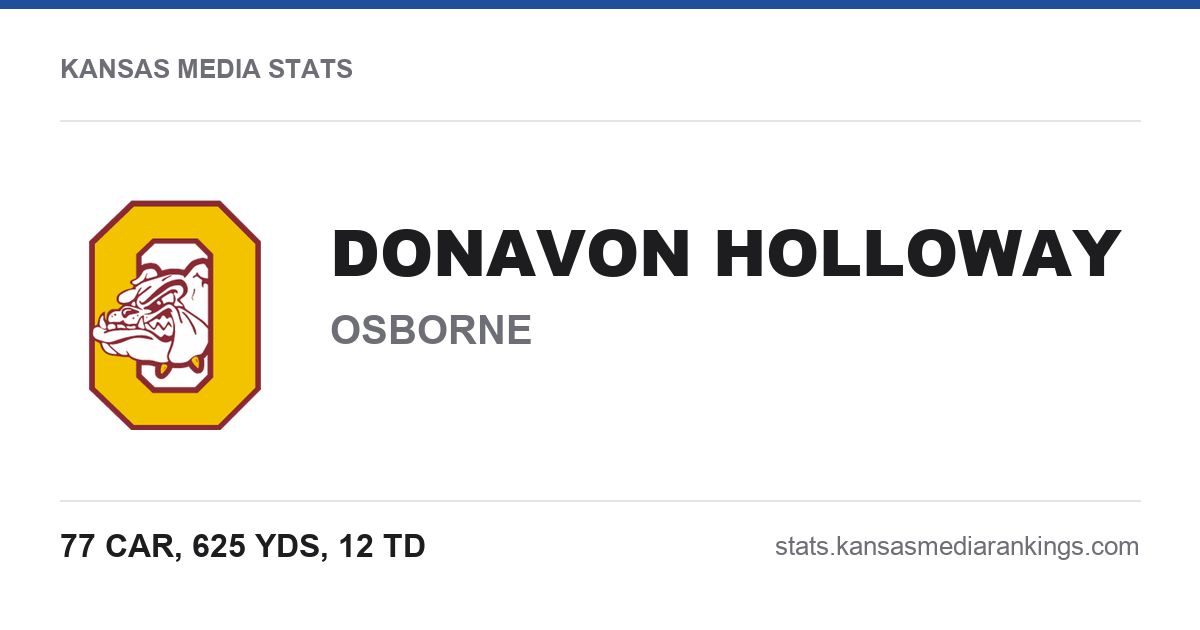 KANSAS MEDIA STATS
DONAVON HOLLOWAY
OSBORNE
77 CAR, 625 YDS, 12 TD
stats.kansasmediarankings.com